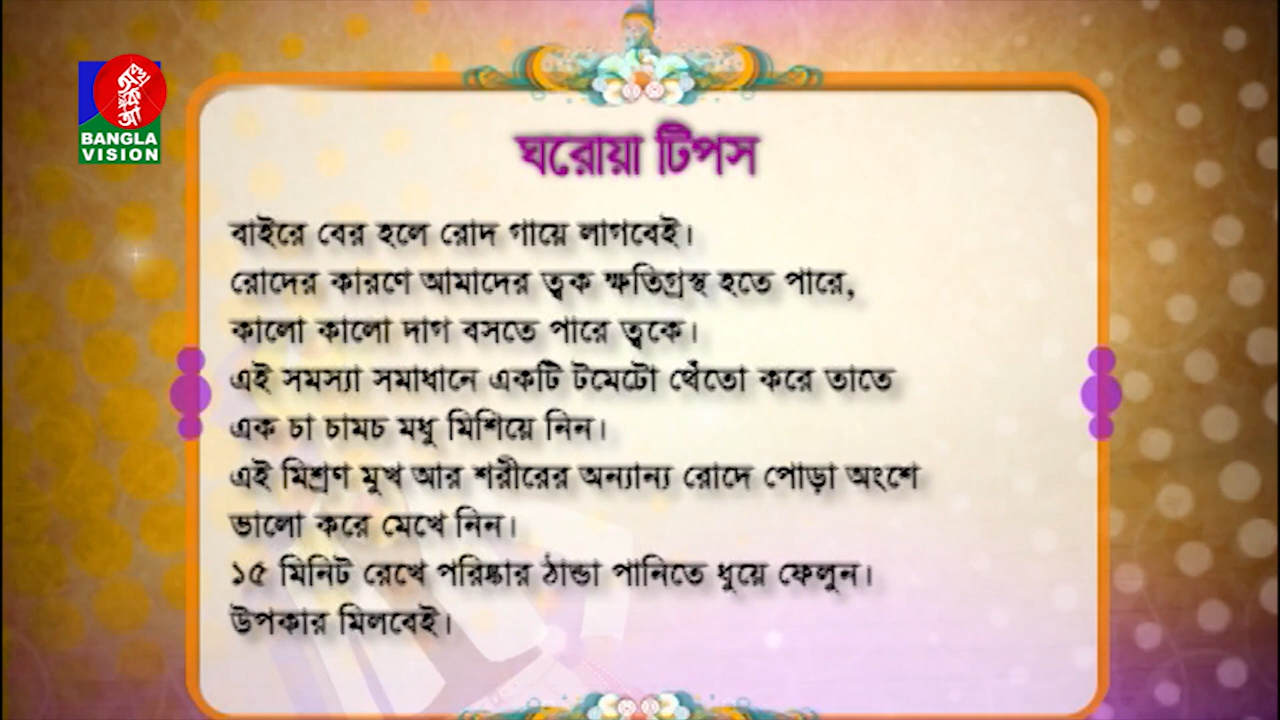 BANGLA
VISION
ঘরোয়া টিপস
বাইরে বের হলে রোদ গায়ে লাগবেই।
রোদের কারণে আমাদের ত্বক ক্ষতিগ্রস্থ হতে পারে,
কালো কালো দাগ বসতে পারে ত্বকে।
এই সমস্যা সমাধানে একটি টমেটো থেঁতো করে তাতে
এক চা চামচ মধু মিশিয়ে নিন।
এই মিশ্রণ মুখ আর শরীরের অন্যান্য রোদে পোড়া অংশে
ভালো করে মেখে নিন।
১৫ মিনিট রেখে পরিষ্কার ঠান্ডা পানিতে ধুয়ে ফেলুন।
উপকার মিলবেই।